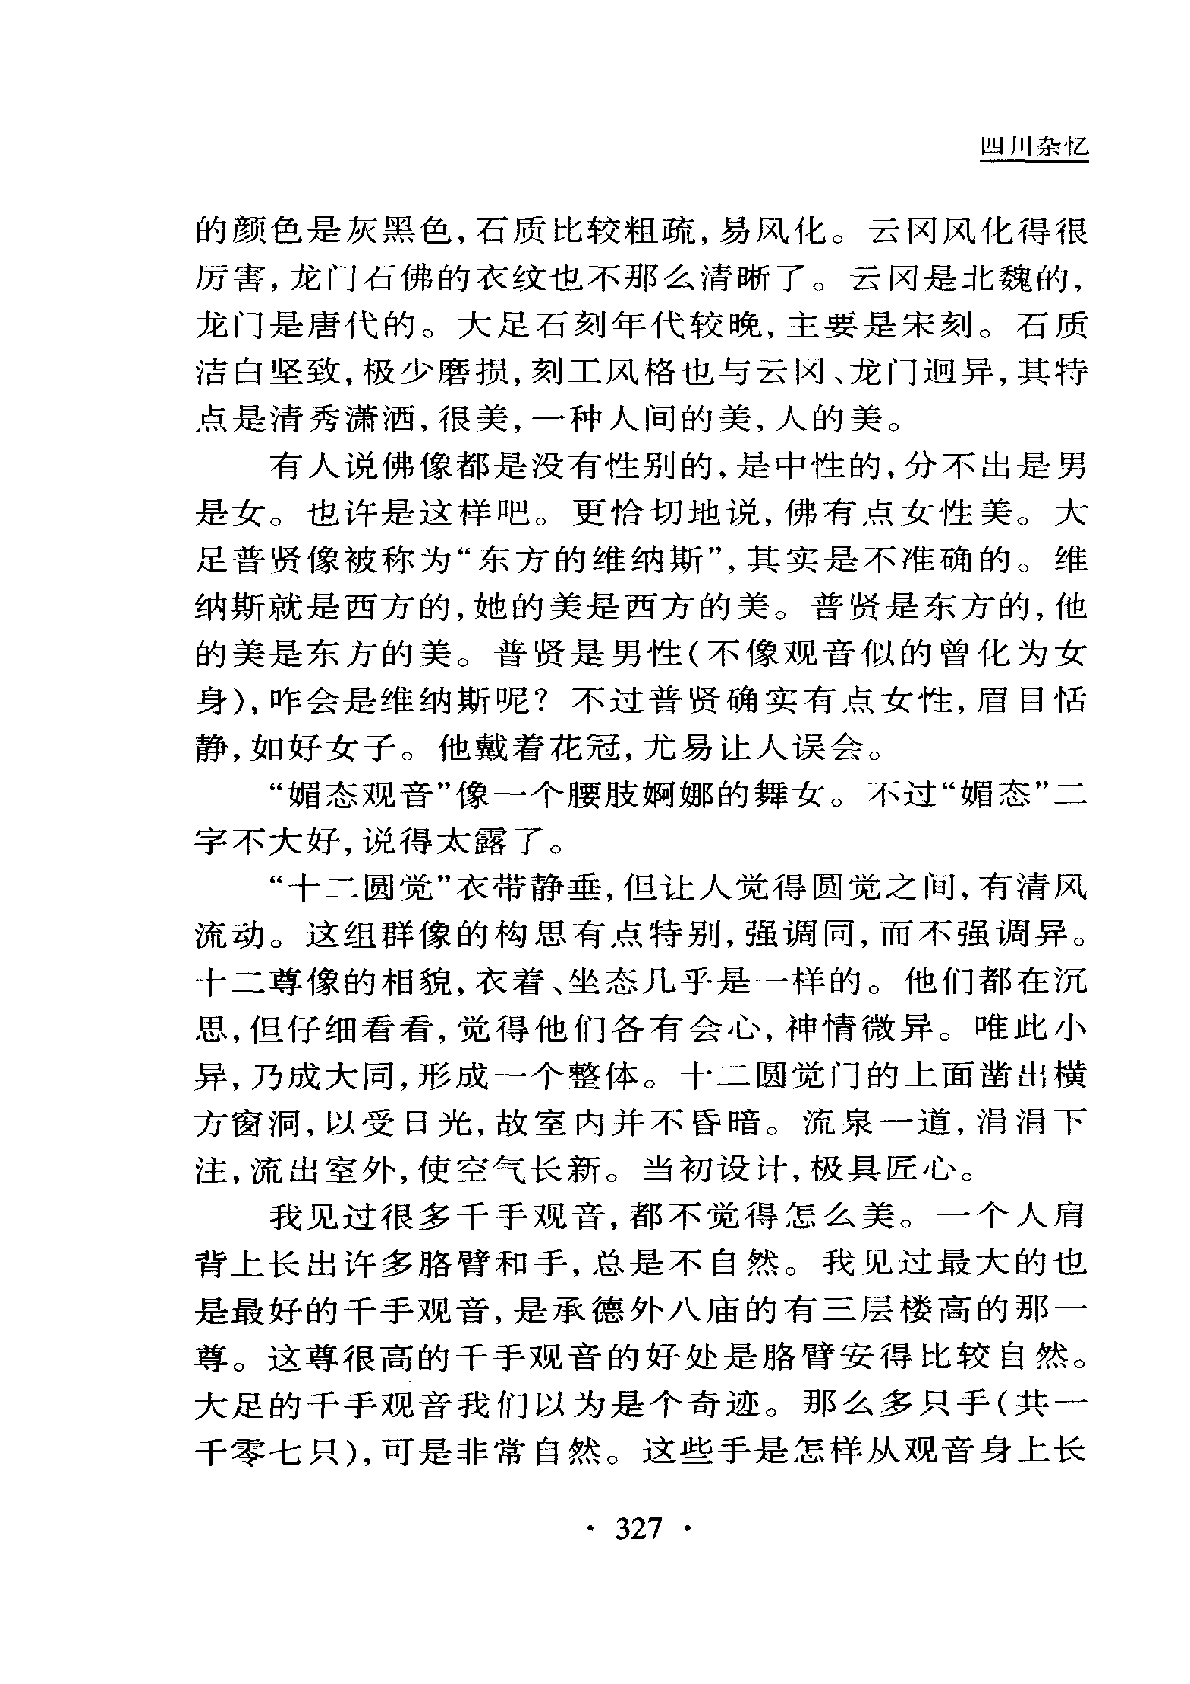 四川杂忆
的颜色是灰黑色,石质比较粗疏,易风化。云冈风化得很
厉害,龙门石佛的衣纹也不那么清晰了。云冈是北魏的,
龙门是唐代的。大足石刻年代较晚,主要是宋刻。石质
洁白坚致,极少磨损,刻工风格也与云冈、龙门迥异,其特
点是清秀潇洒,很美,一种人间的美,人的美。
有人说佛像都是没有性别的,是中性的,分不出是男
是女。也许是这样吧。更恰切地说,佛有点女性美。大
足普贤像被称为“东方的维纳斯”,其实是不准确的。维
纳斯就是西方的,她的美是西方的美。普贤是东方的,他
的美是东方的美。普贤是男性(不像观音似的曾化为女
身),咋会是维纳斯呢?不过普贤确实有点女性,眉目恬
静,如好女子。他戴着花冠,尤易让人误会。
“媚态观音”像一个腰肢婀娜的舞女。不过“媚态”二
字不大好,说得太露了。
“十二圆觉”衣带静垂,但让人觉得圆觉之间,有清风
流动。这组群像的构思有点特别,强调同,而不强调异。
十二尊像的相貌,衣着、坐态几乎是一样的。他们都在沉
思,但仔细看看,觉得他们各有会心,神情微异。唯此小
异,乃成大同,形成一个整体。十二圆觉门的上面凿出横
方窗洞,以受日光,故室内并不昏暗。流泉一道,涓涓下
注,流出室外,使空气长新。当初设计,极具匠心。
我见过很多千手观音,都不觉得怎么美。一个人肩
背上长出许多胳臂和手,总是不自然。我见过最大的也
是最好的千手观音,是承德外八庙的有三层楼高的那一
尊。这尊很高的千手观音的好处是胳臂安得比较自然。
大足的千手观音我们以为是个奇迹。那么多只手(共一
千零七只),可是非常自然。这些手是怎样从观音身上长
· 327 ·